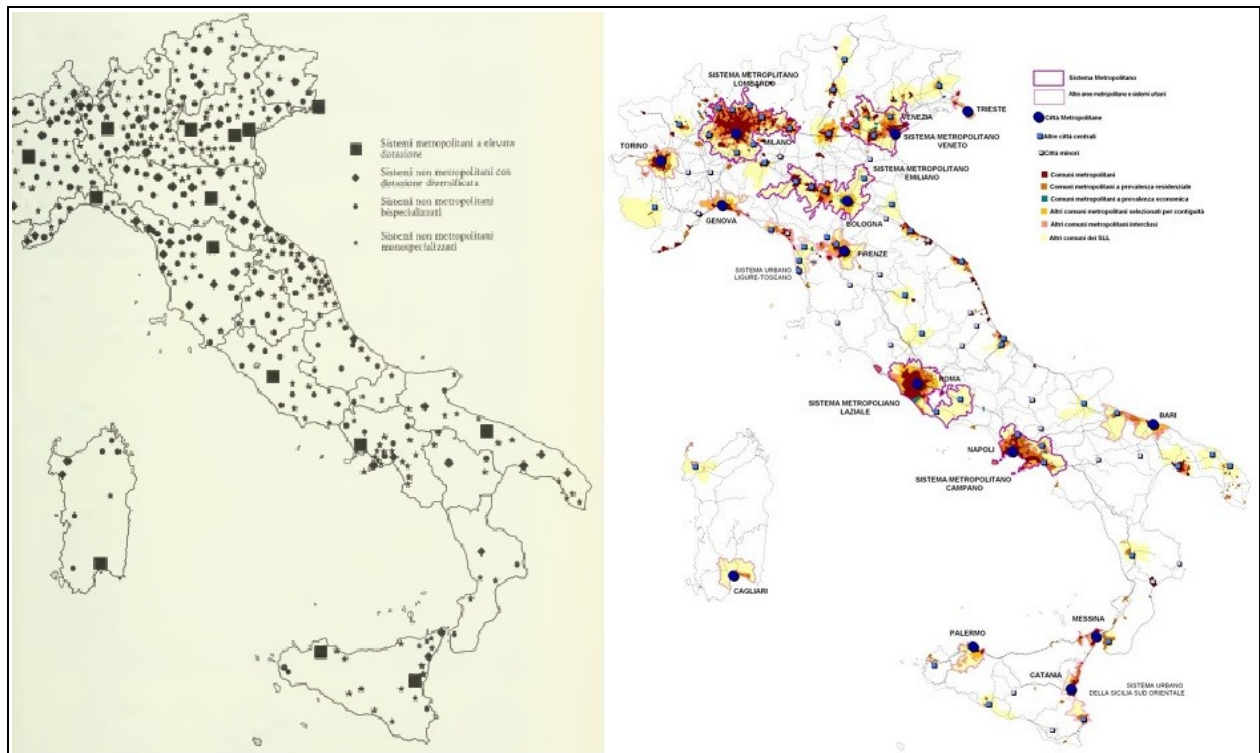 Sistemi metropolitani a elevata
dotazione
Sistemi non metropolitani con
dotazione diversificata
Sistemi non metropolitani
bispecializzati
Sistemi non metropolitani
monospecializzati
SISTEMA METROPLITANO
LOMBARDO
MILANO
TORINO
GENOVA
VENEZIA
SISTEMA METROPOLITANO
VENETO
TRIESTE
SISTEMA METROPOLITANO
EMILIANO
BOLOGNA
FIRENZE
SISTEMA URBANO
LIGURE-TOSCANO
ROMA
SISTEMA METROPOLIANO
LAZIALE
NAPOLI
SISTEMA METROPOLITANO
CAMPANO
BARI
CAGLIARI
MESSINA
PALERMO
CATANIA
SISTEMA URBANO
DELLA SICILIA SUD ORIENTALE
Sistema Metropolitano
Altre aree metropolitane e sistemi urbani
Città Metropolitane
Altre città centrali
Città minori
Comuni metropolitani
Comuni metropolitani a prevalenza residenziale
Comuni metropolitani a prevalenza economica
Altri comuni metropolitani selezionati per contiguità
Altri comuni metropolitani interclusi
Altri comuni dei SLL